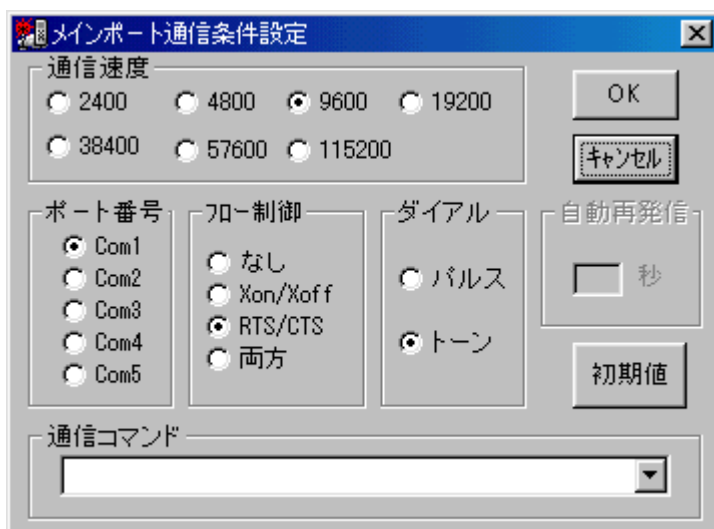 メインポート通信条件設定
通信速度
2400 4800 9600 19200
38400 57600 115200
OK
キャンセル
ポート番号
Com1
Com2
Com3
Com4
Com5
フロー制御
なし
Xon/Xoff
RTS/CTS
両方
ダイアル
パルス
トーン
自動再発信
秒
初期値
通信コマンド